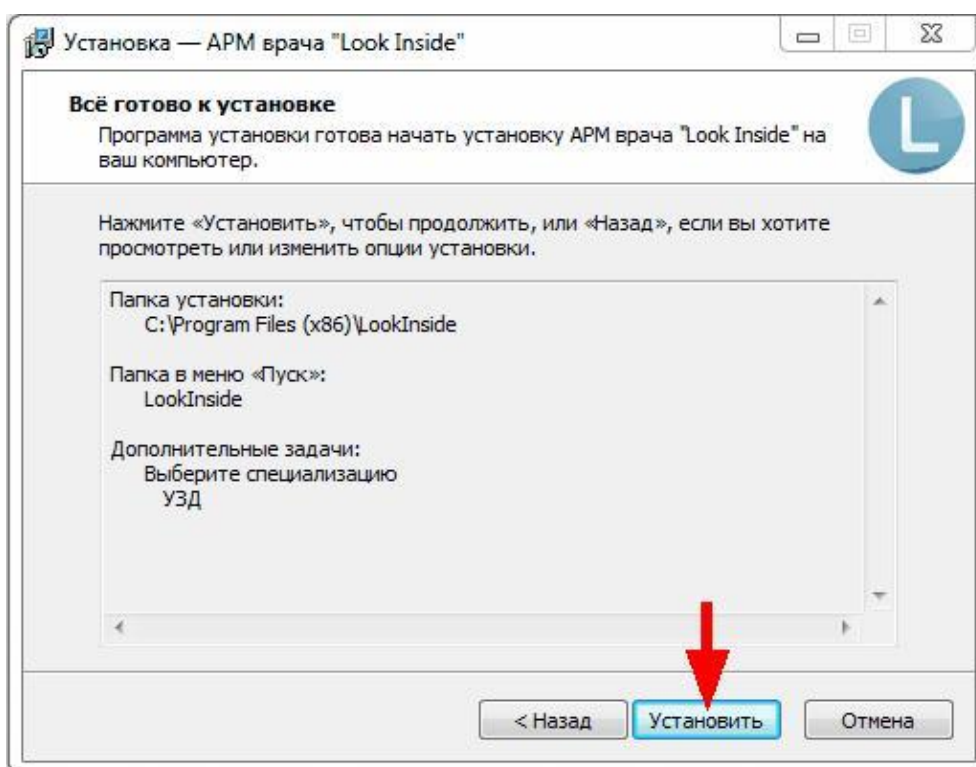 Установка — АРМ врача "Look Inside"
Всё готово к установке
Программа установки готова начать установку АРМ врача "Look Inside" на
ваш компьютер.
L
Нажмите «Установить», чтобы продолжить, или «Назад», если вы хотите
просмотреть или изменить опции установки.
Папка установки:
C:\Program Files (x86)\LookInside
Папка в меню «Пуск»:
LookInside
Дополнительные задачи:
Выберите специализацию
УЗД
< Назад
Установить
Отмена